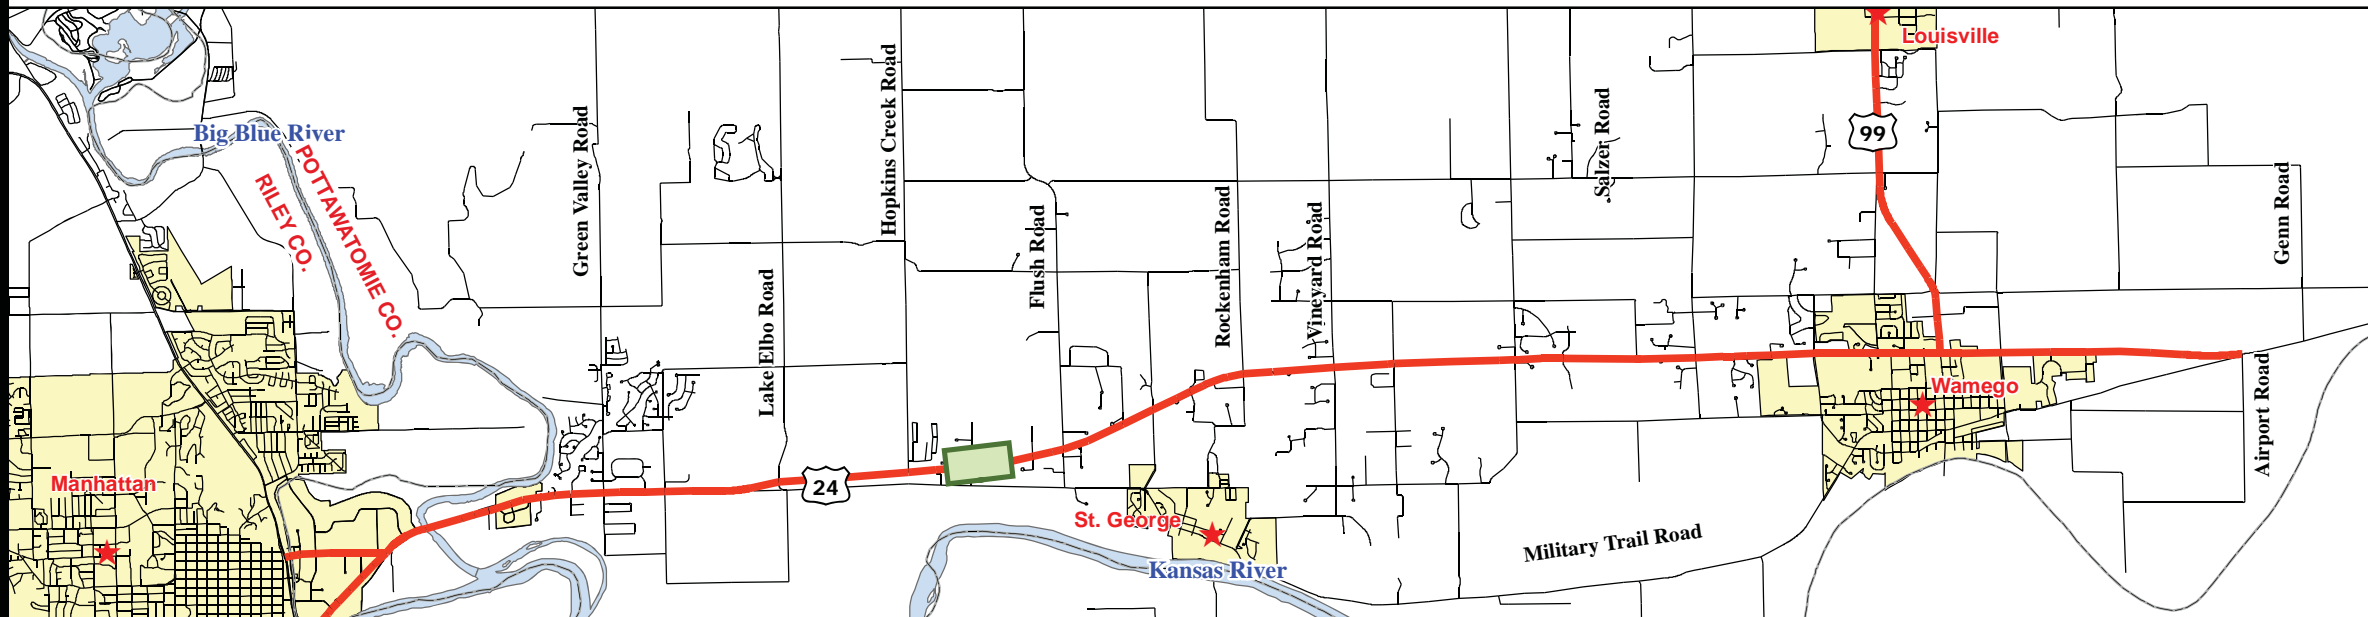 Louisville
99
Big Blue River
POTTAWATOMIE CO.
RILEY CO.
Green Valley Road
Hopkins Creek Road
Salzer Road
Genn Road
Lake Elbo Road
Flush Road
Rockenham Road
Vineyard Road
Wamego
Airport Road
Manhattan
24
St. George
Military Trail Road
Kansas River